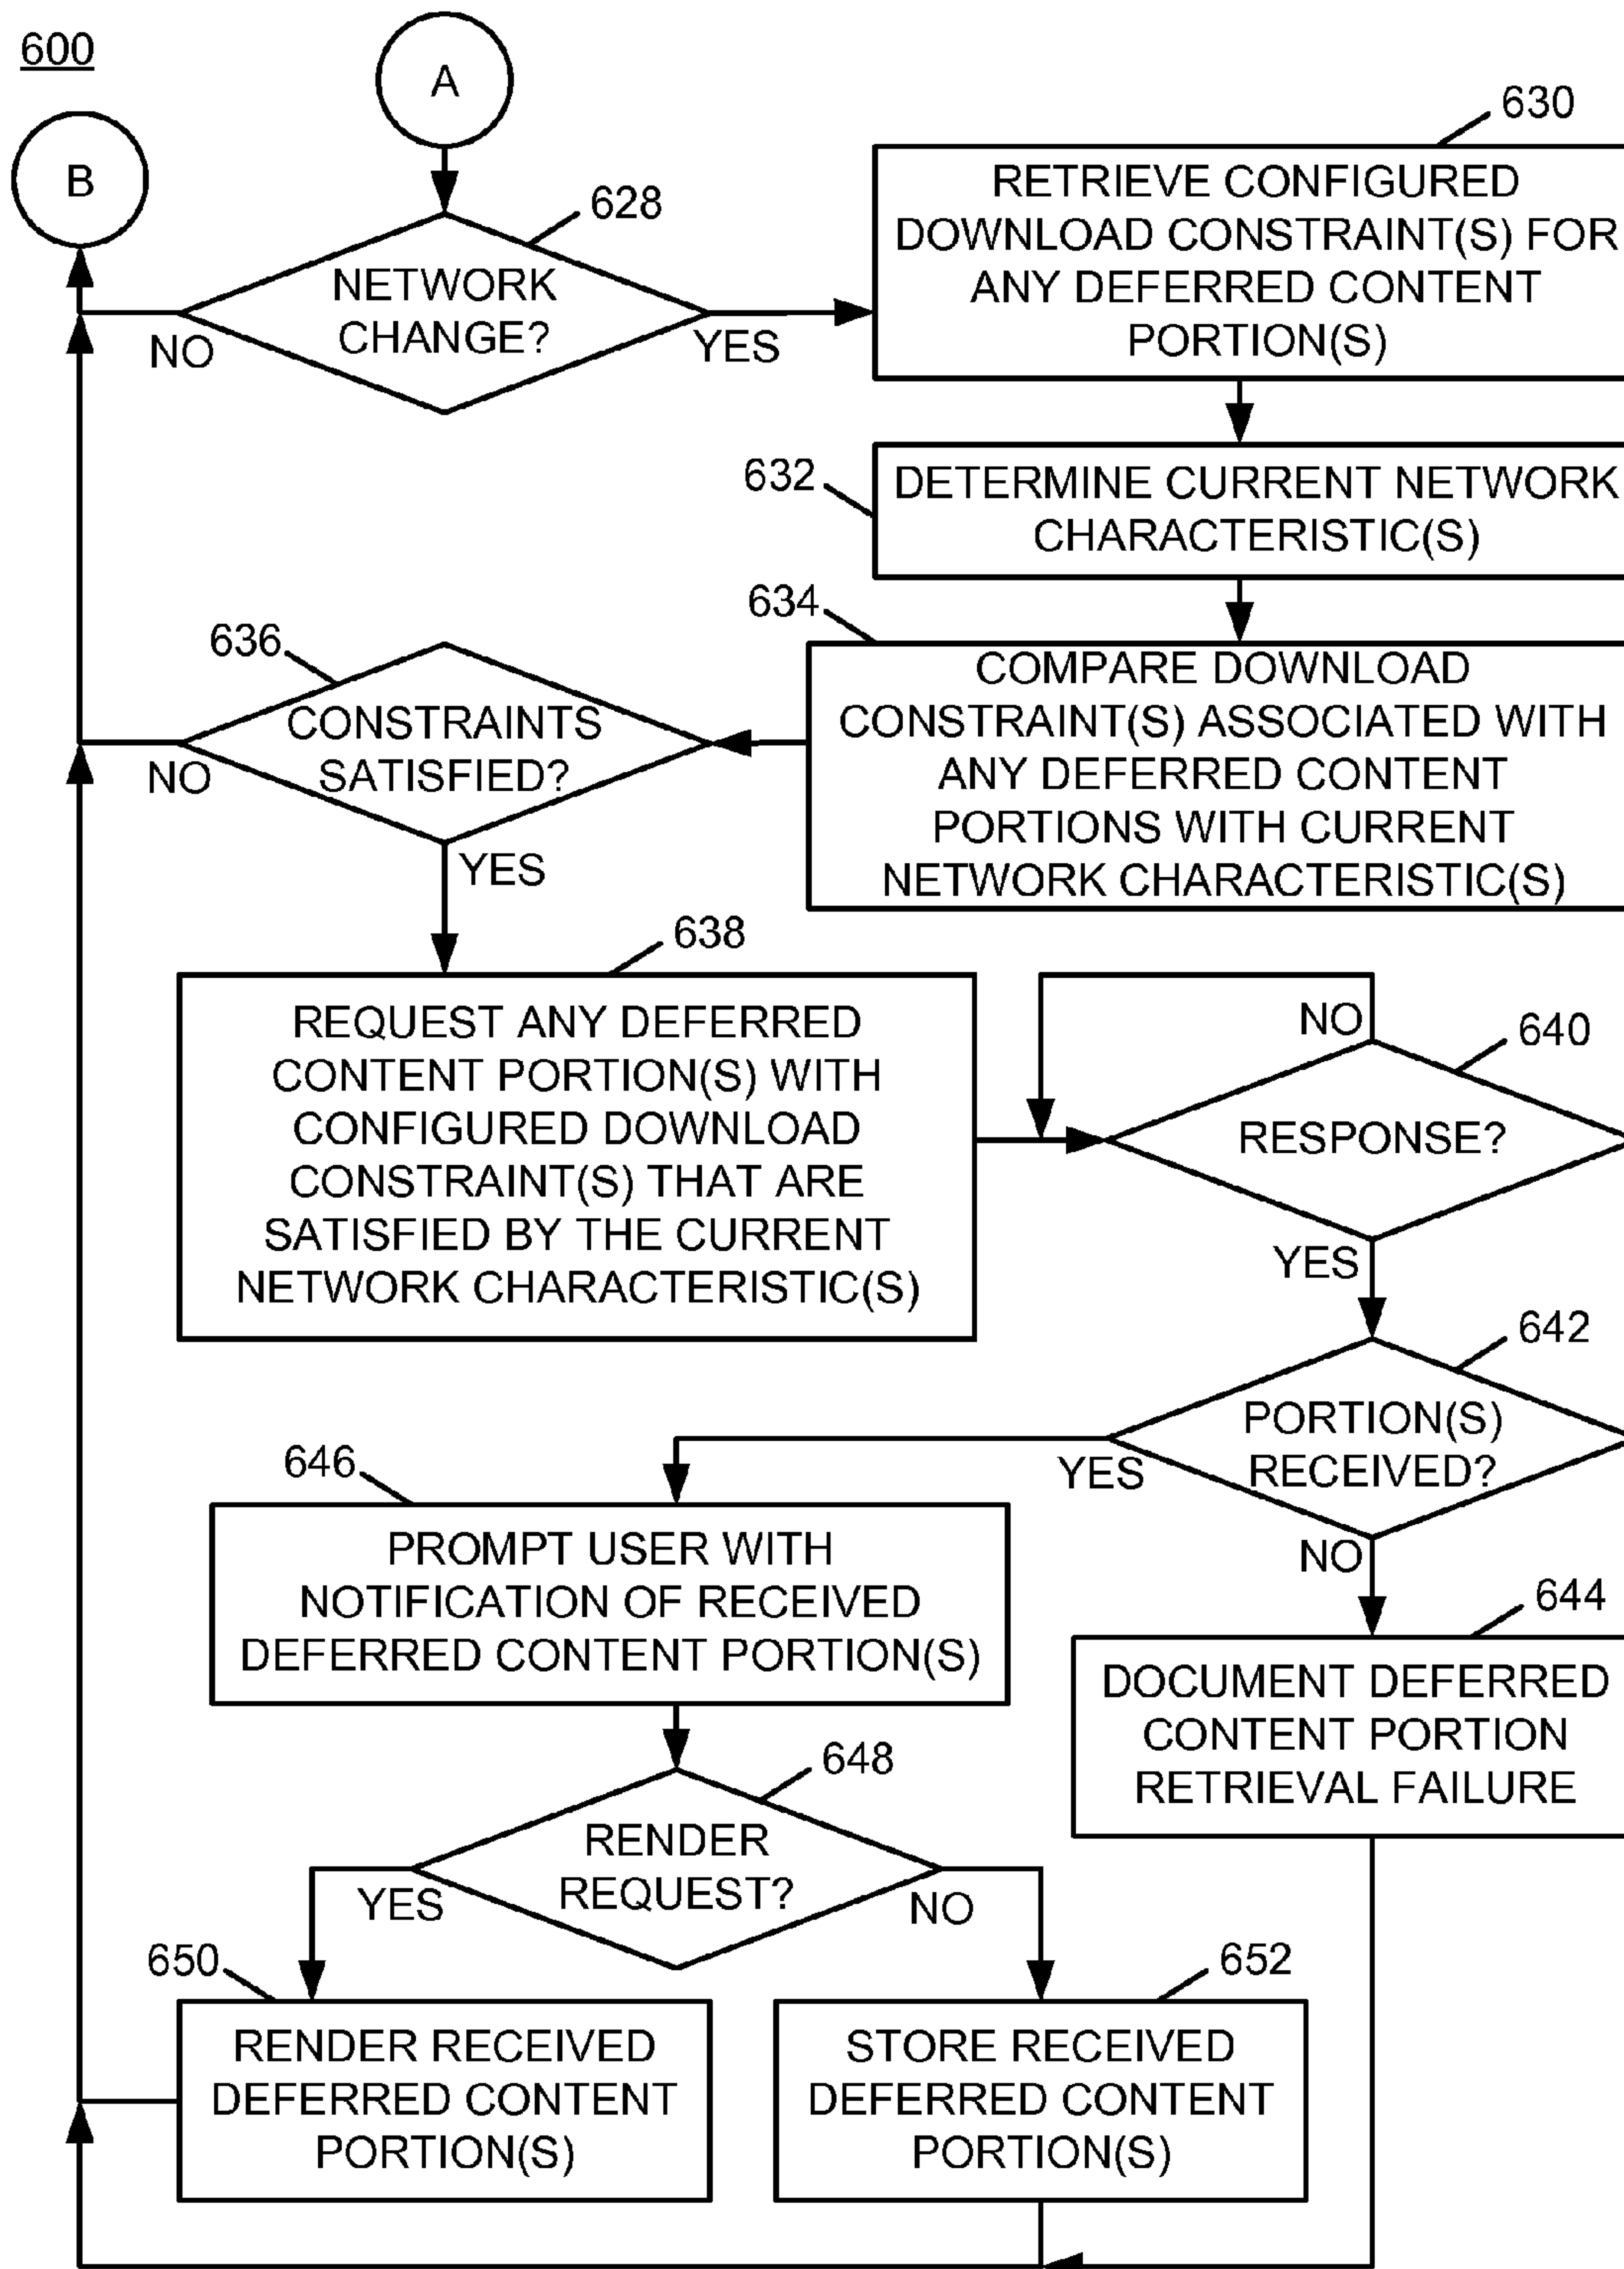 600
A
B
628
NETWORK
CHANGE?
NO
YES
630
RETRIEVE CONFIGURED
DOWNLOAD CONSTRAINT(S) FOR
ANY DEFERRED CONTENT
PORTION(S)
632
DETERMINE CURRENT NETWORK
CHARACTERISTIC(S)
634
COMPARE DOWNLOAD
CONSTRAINT(S) ASSOCIATED WITH
ANY DEFERRED CONTENT
PORTIONS WITH CURRENT
NETWORK CHARACTERISTIC(S)
636
CONSTRAINTS
SATISFIED?
NO
YES
638
REQUEST ANY DEFERRED
CONTENT PORTION(S) WITH
CONFIGURED DOWNLOAD
CONSTRAINT(S) THAT ARE
SATISFIED BY THE CURRENT
NETWORK CHARACTERISTIC(S)
NO
640
RESPONSE?
YES
642
PORTION(S)
RECEIVED?
YES
NO
644
DOCUMENT DEFERRED
CONTENT PORTION
RETRIEVAL FAILURE
646
PROMPT USER WITH
NOTIFICATION OF RECEIVED
DEFERRED CONTENT PORTION(S)
648
RENDER
REQUEST?
YES
NO
650
RENDER RECEIVED
DEFERRED CONTENT
PORTION(S)
652
STORE RECEIVED
DEFERRED CONTENT
PORTION(S)